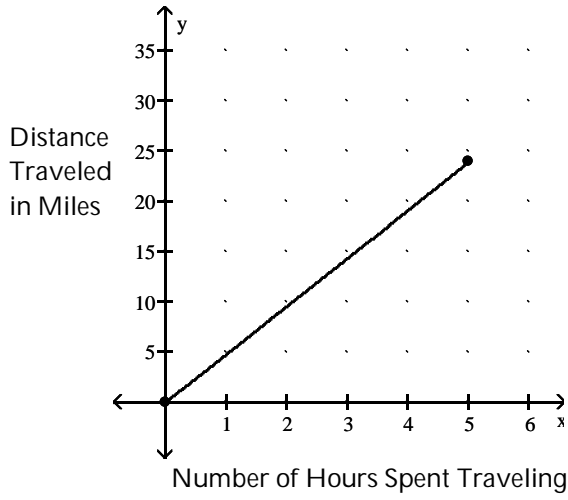 y
35
30
25
20
15
10
5
Distance
Traveled
in Miles
1 2 3 4 5 6 x
Number of Hours Spent Traveling